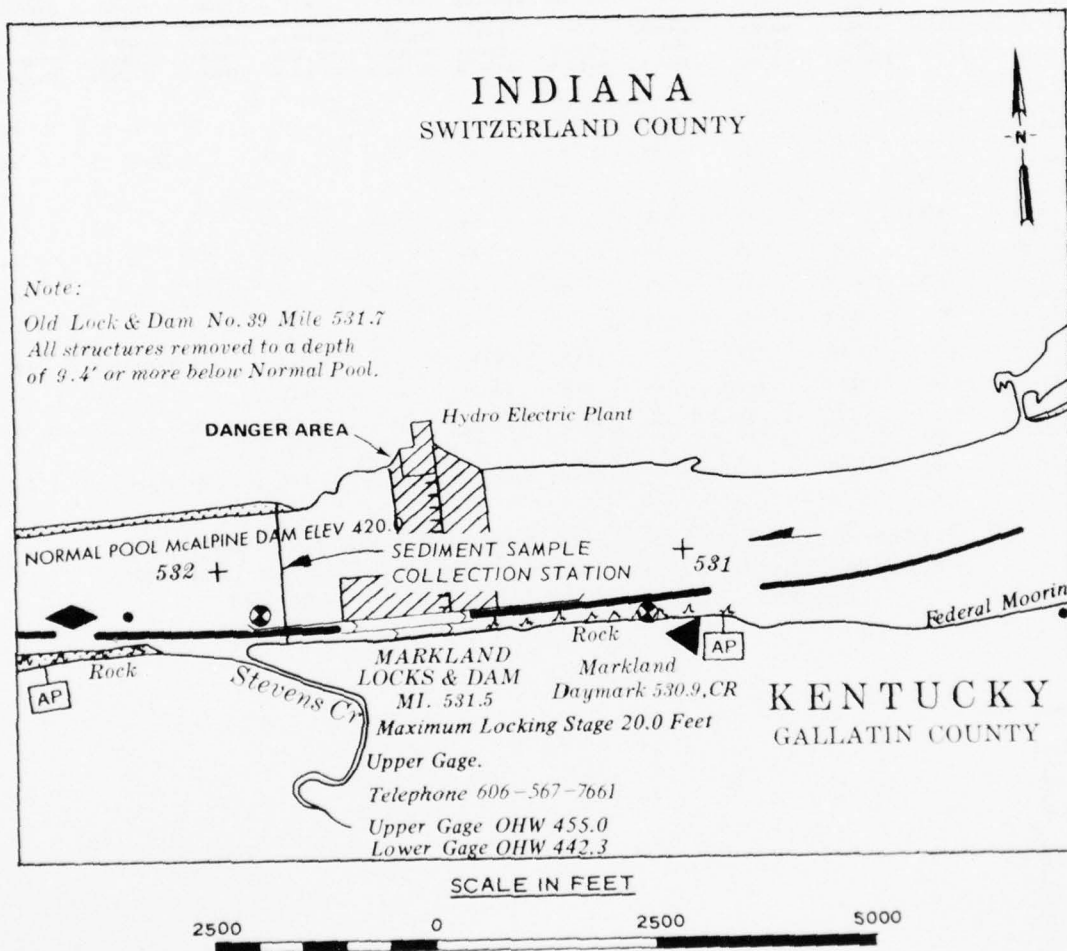 INDIANA
SWITZERLAND COUNTY
N
Note:
Old Lock & Dam No. 39 Mile 531.7
All structures removed to a depth
of 9.4' or more below Normal Pool.
Hydro Electric Plant
DANGER AREA
NORMAL POOL McALPINE DAM ELEV 420.0
SEDIMENT SAMPLE
COLLECTION STATION
532
531
Federal Moorin
Rock
AP
Rock
AP
Stevens Cr
MARKLAND
LOCKS & DAM
MI. 531.5
Markland
Daymark 530.9,CR
KENTUCKY
GALLATIN COUNTY
Maximum Locking Stage 20.0 Feet
Upper Gage.
Telephone 606-567-7661
Upper Gage OHW 455.0
Lower Gage OHW 442.3
SCALE IN FEET
2500 0 2500 5000